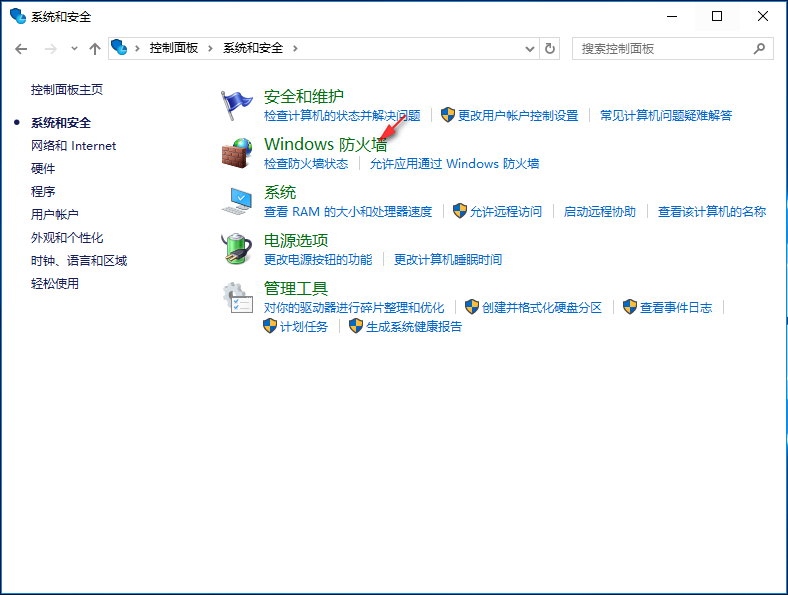 系统和安全
控制面板 系统和安全
搜索控制面板
控制面板主页
系统和安全
网络和 Internet
硬件
程序
用户帐户
外观和个性化
时钟、语言和区域
轻松使用
安全和维护
检查计算机的状态并解决问题 更改用户帐户控制设置 常见计算机问题疑难解答
Windows 防火墙
检查防火墙状态 允许应用通过 Windows 防火墙
系统
查看 RAM 的大小和处理器速度 允许远程访问 启动远程协助 查看该计算机的名称
电源选项
更改电源按钮的功能 更改计算机睡眠时间
管理工具
对你的驱动器进行碎片整理和优化 创建并格式化硬盘分区 查看事件日志
计划任务 生成系统健康报告